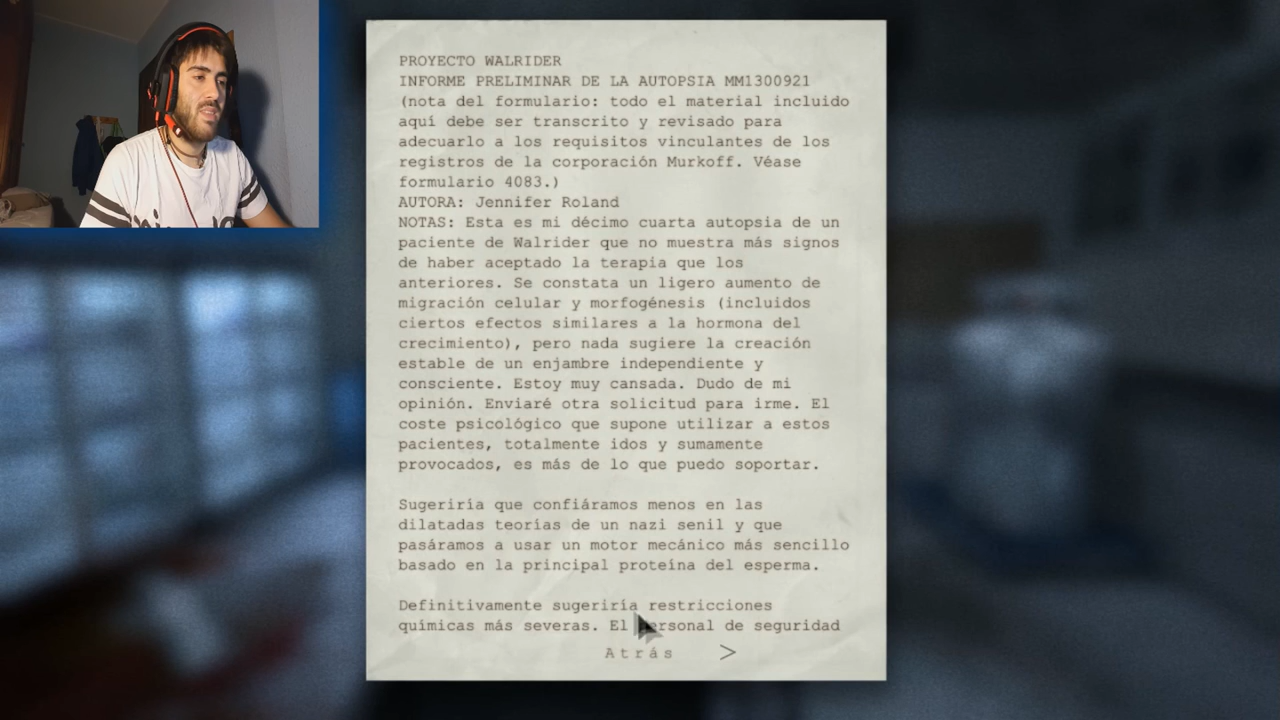 PROYECTO WALRIDER
INFORME PRELIMINAR DE LA AUTOPSIA MM1300921
(nota del formulario: todo el material incluido
aquí debe ser transcrito y revisado para
adecuarlo a los requisitos vinculantes de los
registros de la corporación Murkoff. Véase
formulario 4083.)
AUTORA: Jennifer Roland
NOTAS: Esta es mi décimo cuarta autopsia de un
paciente de Walrider que no muestra más signos
de haber aceptado la terapia que los
anteriores. Se constata un ligero aumento de
migración celular y morfogénesis (incluidos
ciertos efectos similares a la hormona del
crecimiento), pero nada sugiere la creación
estable de un enjambre independiente y
consciente. Estoy muy cansada. Dudo de mi
opinión. Enviaré otra solicitud para irme. El
coste psicológico que supone utilizar a estos
pacientes, totalmente idos y sumamente
provocados, es más de lo que puedo soportar.
Sugeriría que confiáramos menos en las
dilatadas teorías de un nazi senil y que
pasáramos a usar un motor mecánico más sencillo
basado en la principal proteína del esperma.
Definitivamente sugeriría restricciones
químicas más severas. El personal de seguridad
Atrás >